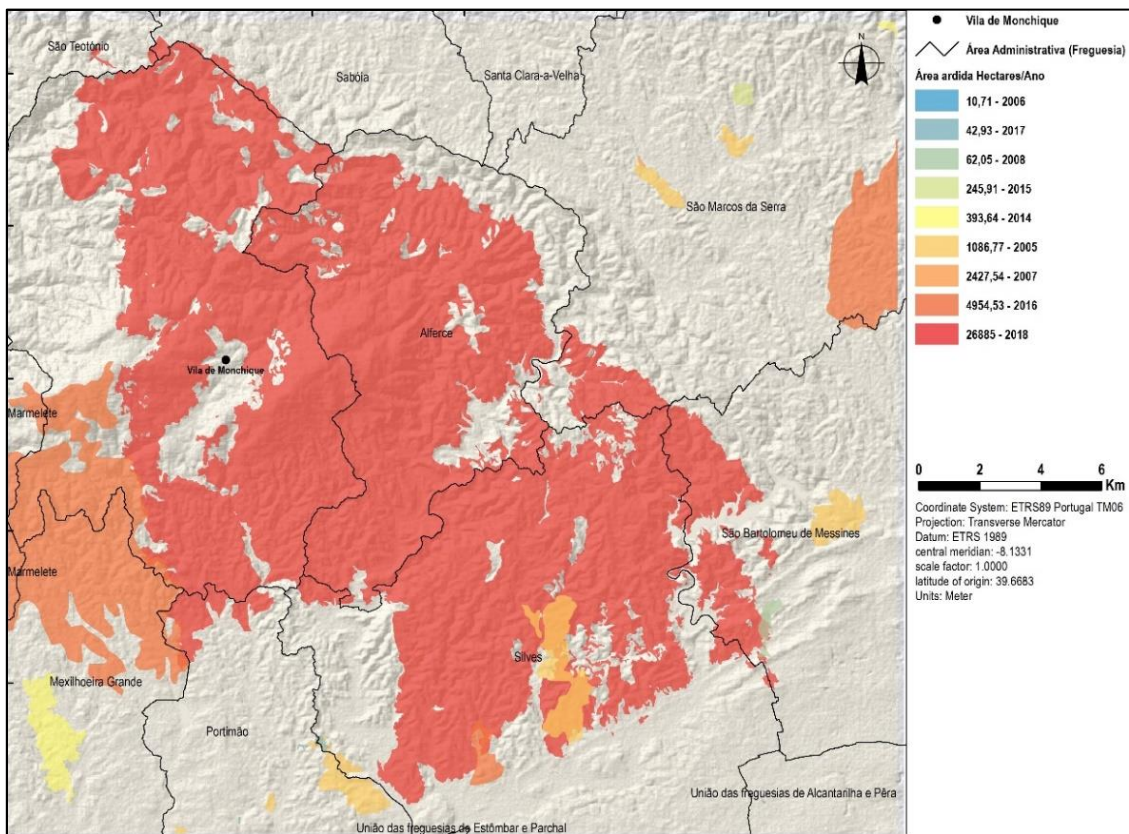 São Teotónio
Sabóia
Santa Clara-a-Velha
São Marcos da Serra
Alferce
Vila de Monchique
Marmelete
São Bartolomeu de Messines
Marmelete
Silves
Mexilhoeira Grande
Portimão
União das freguesias de Alcantarilha e Pêra
União das freguesias de Estômbar e Parchal
N
Vila de Monchique
Área Administrativa (Freguesia)
Área ardida Hectares/Ano
10,71 - 2006
42,93 - 2017
62,05 - 2008
245,91 - 2015
393,64 - 2014
1086,77 - 2005
2427,54 - 2007
4954,53 - 2016
26885 - 2018
0 2 4 6
Km
Coordinate System: ETRS89 Portugal TM06
Projection: Transverse Mercator
Datum: ETRS 1989
central meridian: -8.1331
scale factor: 1.0000
latitude of origin: 39.6683
Units: Meter